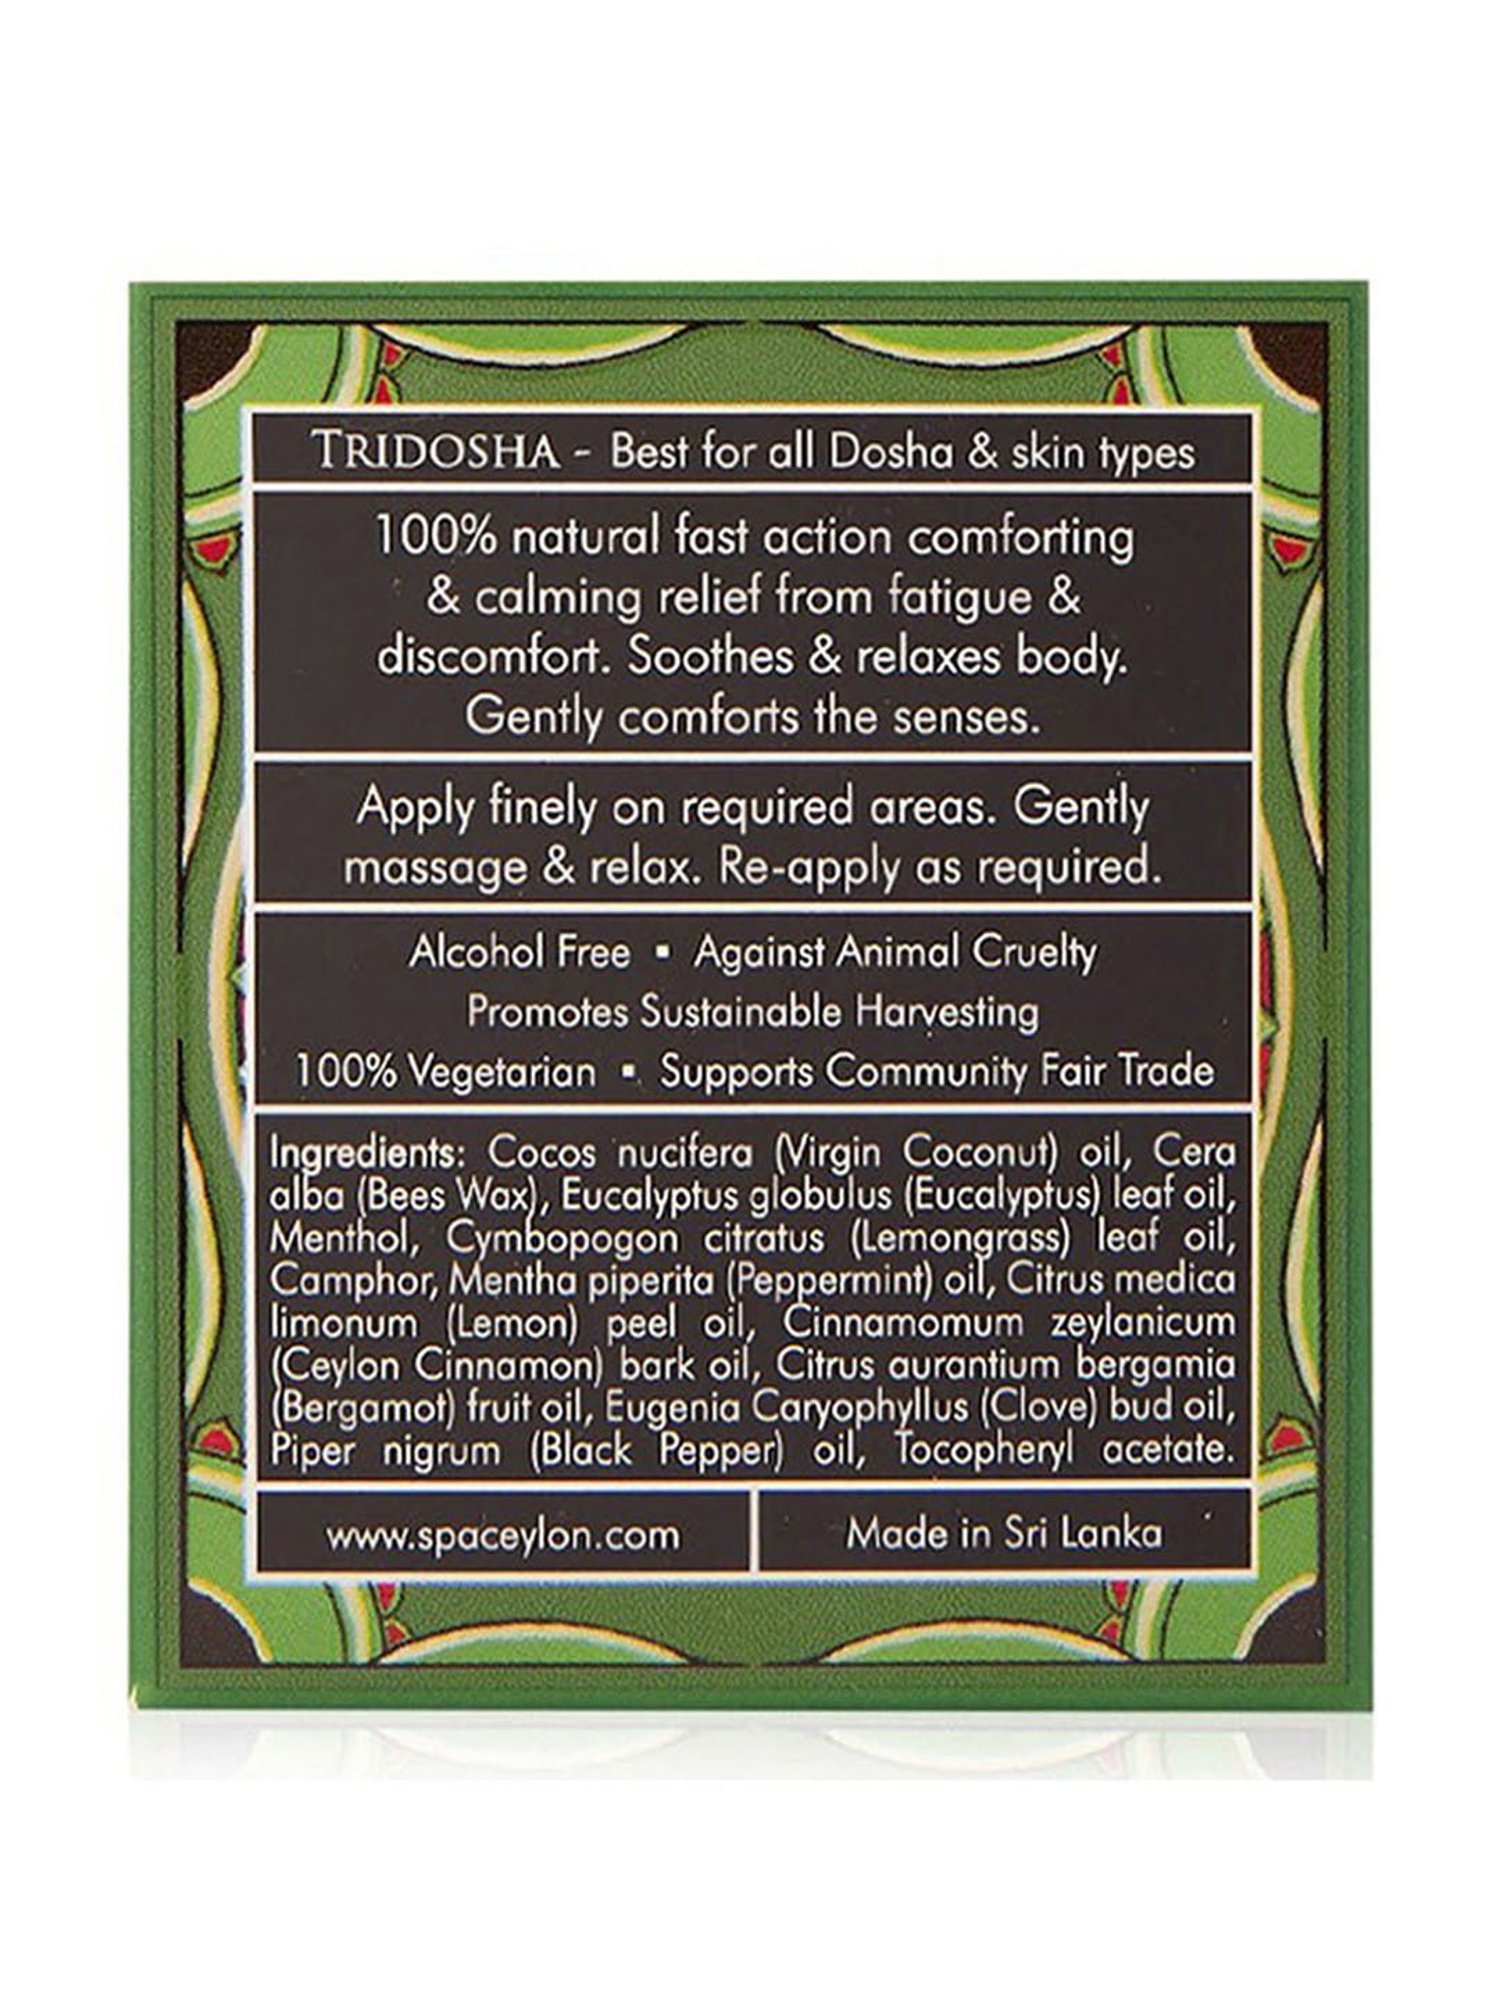 TRIDOSHA - Best for all Dosha & skin types
100% natural fast action comforting
& calming relief from fatigue &
discomfort. Soothes & relaxes body.
Gently comforts the senses.
Apply finely on required areas. Gently
massage & relax. Re-apply as required.
Alcohol Free ▪ Against Animal Cruelty
Promotes Sustainable Harvesting
100% Vegetarian ▪ Supports Community Fair Trade
Ingredients: Cocos nucifera (Virgin Coconut) oil, Cera
alba (Bees Wax), Eucalyptus globulus (Eucalyptus) leaf oil,
Menthol, Cymbopogon citratus (Lemongrass) leaf oil,
Camphor, Mentha piperita (Peppermint) oil, Citrus medica
limonum (Lemon) peel oil, Cinnamomum zeylanicum
(Ceylon Cinnamon) bark oil, Citrus aurantium bergamia
(Bergamot) fruit oil, Eugenia Caryophyllus (Clove) bud oil,
Piper nigrum (Black Pepper) oil, Tocopheryl acetate.
www.spaceylon.com
Made in Sri Lanka